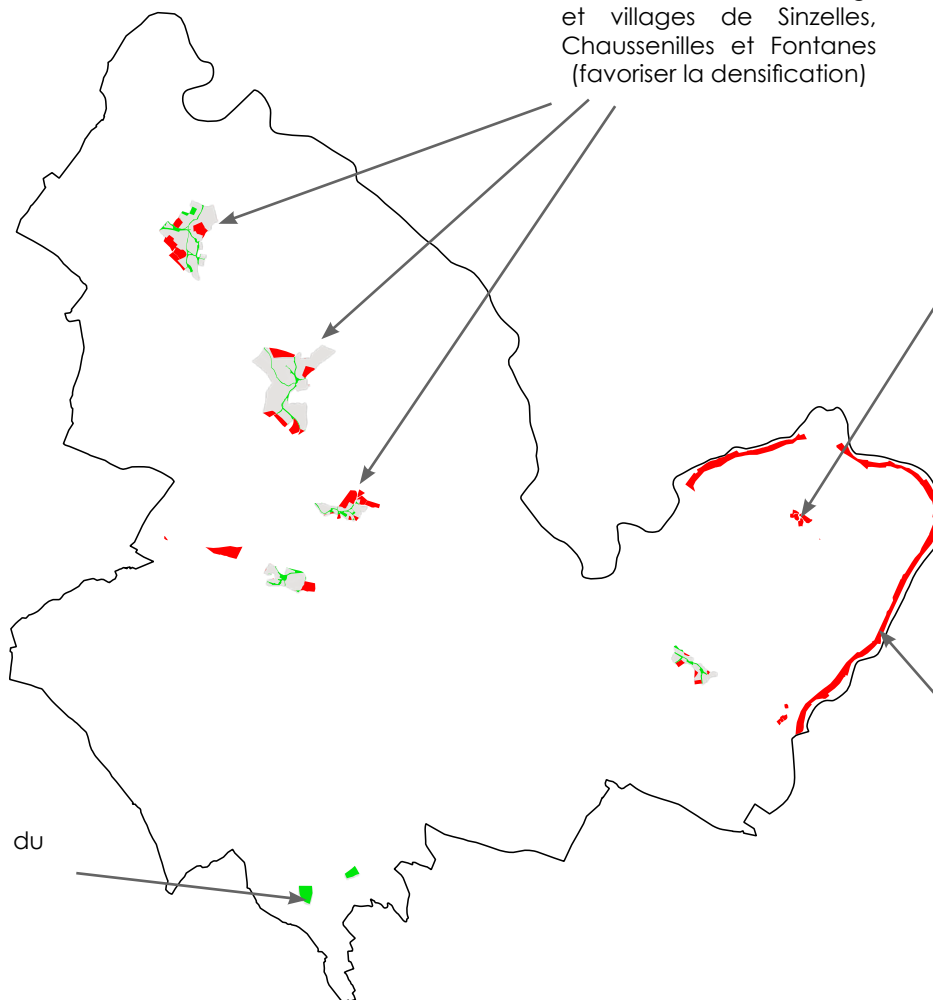 et villages de Sinzelles,
Chaussenilles et Fontanes
(favoriser la densification)
du